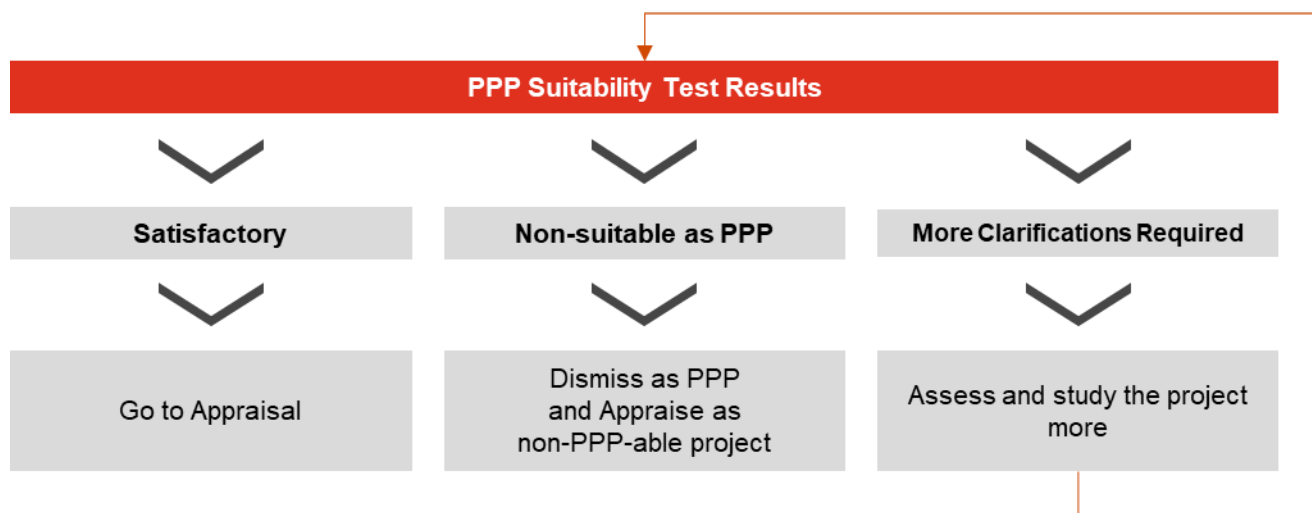 PPP Suitability Test Results
Satisfactory
Non-suitable as PPP
More Clarifications Required
Go to Appraisal
Dismiss as PPP
and Appraise as
non-PPP-able project
Assess and study the project
more